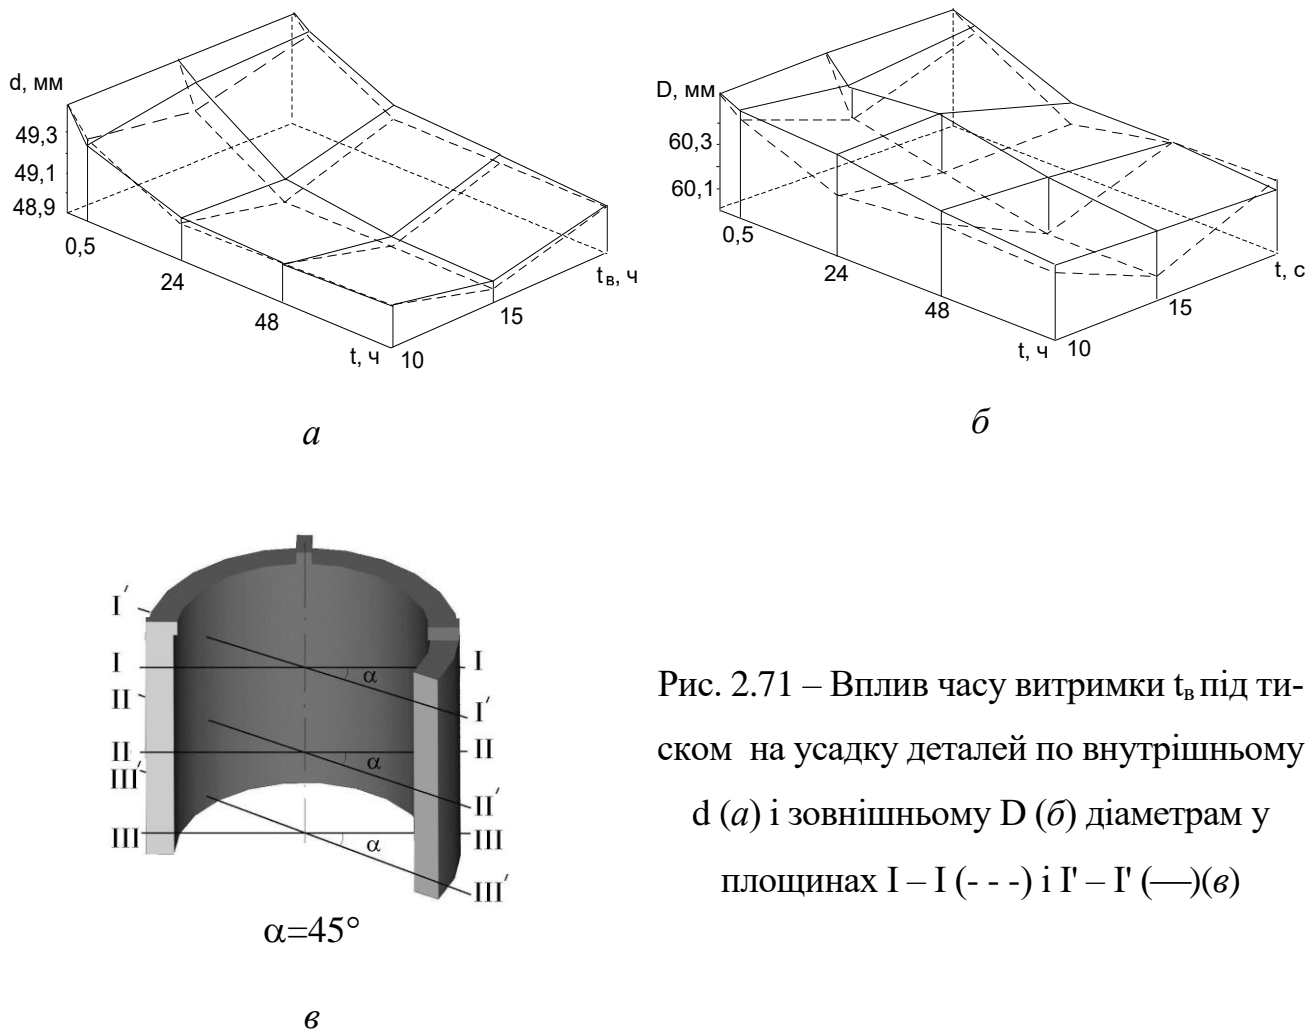 d, мм
49,3
49,1
48,9
0,5
24
48
t, ч
10
15
tв, ч
а
D, мм
60,3
60,1
0,5
24
48
t, ч
10
15
t, с
б
I′
I
I
α
II
I′
II
II
α
III′
II′
III
III
α
III′
α=45°
в
Рис. 2.71 – Вплив часу витримки tв під ти-
ском на усадку деталей по внутрішньому
d (а) і зовнішньому D (б) діаметрам у
площинах I – I (- - -) і I' – I' (—)(в)